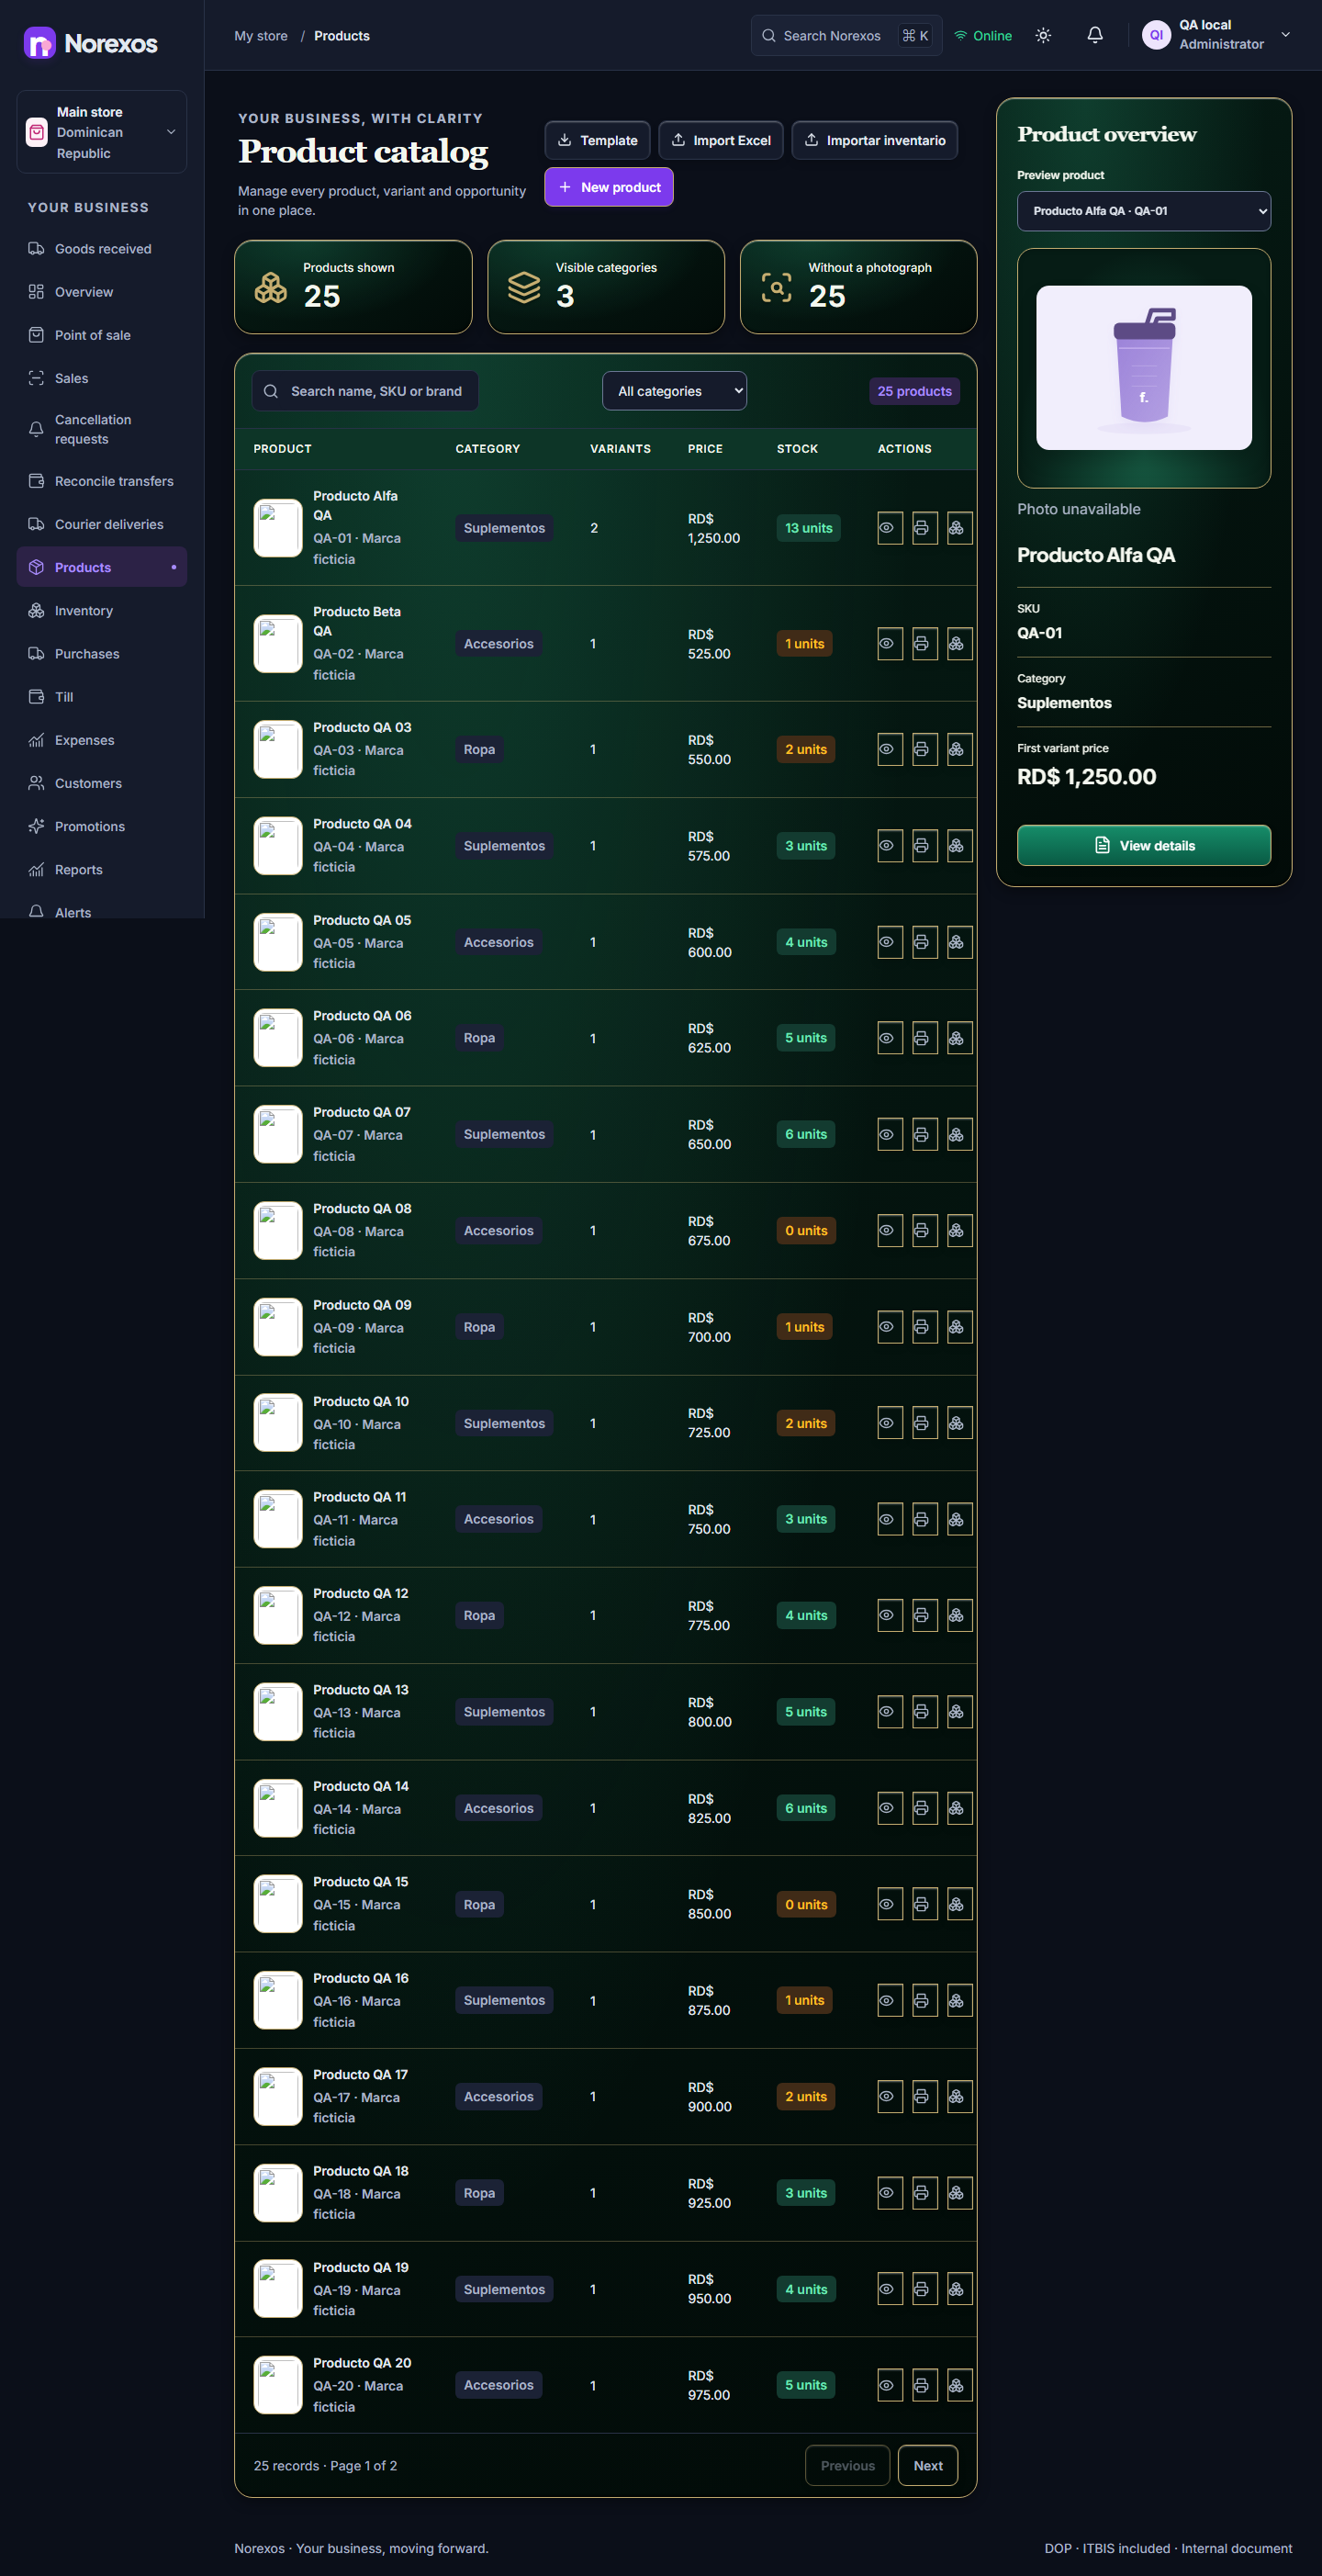 Norexos
Main store
Dominican
Republic
YOUR BUSINESS
Goods received
Overview
Point of sale
Sales
Cancellation
requests
Reconcile transfers
Courier deliveries
Products
Inventory
Purchases
Till
Expenses
Customers
Promotions
Reports
Alerts
My store / Products
Search Norexos ⌘ K
Online
QI
QA local
Administrator
YOUR BUSINESS, WITH CLARITY
Product catalog
Manage every product, variant and opportunity
in one place.
Template
Import Excel
Importar inventario
New product
Products shown
25
Visible categories
3
Without a photograph
25
Search name, SKU or brand
All categories
25 products
PRODUCT CATEGORY VARIANTS PRICE STOCK ACTIONS
Producto Alfa
QA
QA-01 · Marca
ficticia
Suplementos
2
RD$
1,250.00
13 units
Producto Beta
QA
QA-02 · Marca
ficticia
Accesorios
1
RD$
525.00
1 units
Producto QA 03
QA-03 · Marca
ficticia
Ropa
1
RD$
550.00
2 units
Producto QA 04
QA-04 · Marca
ficticia
Suplementos
1
RD$
575.00
3 units
Producto QA 05
QA-05 · Marca
ficticia
Accesorios
1
RD$
600.00
4 units
Producto QA 06
QA-06 · Marca
ficticia
Ropa
1
RD$
625.00
5 units
Producto QA 07
QA-07 · Marca
ficticia
Suplementos
1
RD$
650.00
6 units
Producto QA 08
QA-08 · Marca
ficticia
Accesorios
1
RD$
675.00
0 units
Producto QA 09
QA-09 · Marca
ficticia
Ropa
1
RD$
700.00
1 units
Producto QA 10
QA-10 · Marca
ficticia
Suplementos
1
RD$
725.00
2 units
Producto QA 11
QA-11 · Marca
ficticia
Accesorios
1
RD$
750.00
3 units
Producto QA 12
QA-12 · Marca
ficticia
Ropa
1
RD$
775.00
4 units
Producto QA 13
QA-13 · Marca
ficticia
Suplementos
1
RD$
800.00
5 units
Producto QA 14
QA-14 · Marca
ficticia
Accesorios
1
RD$
825.00
6 units
Producto QA 15
QA-15 · Marca
ficticia
Ropa
1
RD$
850.00
0 units
Producto QA 16
QA-16 · Marca
ficticia
Suplementos
1
RD$
875.00
1 units
Producto QA 17
QA-17 · Marca
ficticia
Accesorios
1
RD$
900.00
2 units
Producto QA 18
QA-18 · Marca
ficticia
Ropa
1
RD$
925.00
3 units
Producto QA 19
QA-19 · Marca
ficticia
Suplementos
1
RD$
950.00
4 units
Producto QA 20
QA-20 · Marca
ficticia
Accesorios
1
RD$
975.00
5 units
25 records · Page 1 of 2
Previous
Next
Product overview
Preview product
Producto Alfa QA · QA-01
f.
Photo unavailable
Producto Alfa QA
SKU
QA-01
Category
Suplementos
First variant price
RD$ 1,250.00
View details
Norexos · Your business, moving forward.
DOP · ITBIS included · Internal document